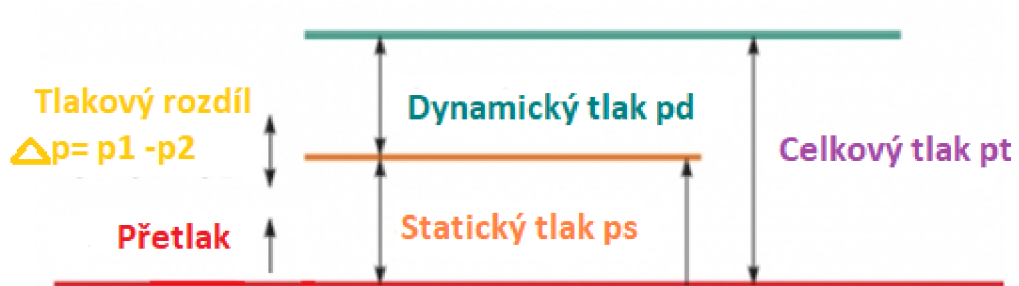 Tlakový rozdíl
△p= p1 -p2
Dynamický tlak pd
Celkový tlak pt
Přetlak
Statický tlak ps